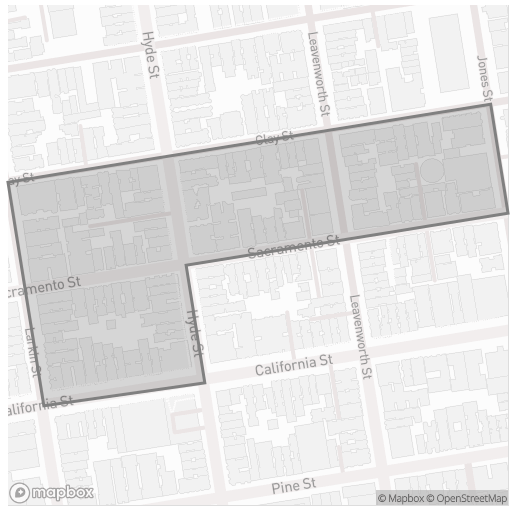 Hyde St
Leavenworth St
Jones St
Clay St
ay St
Sacramento St
cramento St
Larkin St
Hyde St
Leavenworth St
California St
alifornia St
Pine St
mapbox
© Mapbox © OpenStreetMap